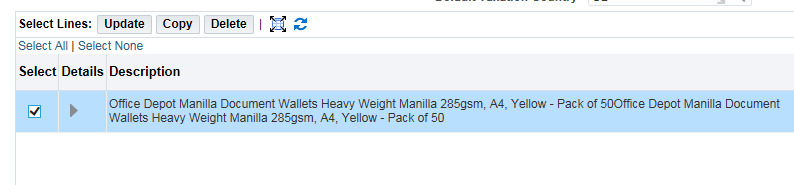 Select Lines: Update Copy Delete |
Select All | Select None
Select Details Description
Office Depot Manilla Document Wallets Heavy Weight Manilla 285gsm, A4, Yellow - Pack of 50Office Depot Manilla Document
Wallets Heavy Weight Manilla 285gsm, A4, Yellow - Pack of 50